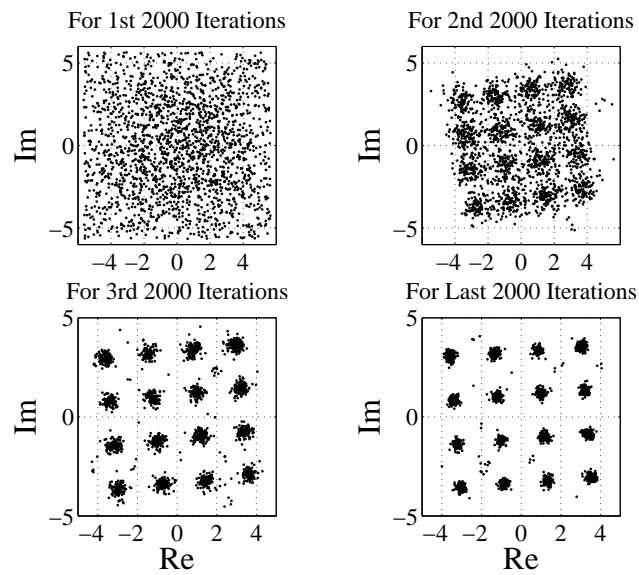 For 1st 2000 Iterations
For 2nd 2000 Iterations
5
0
−5
Im
−4 −2 0 2 4
5
0
−5
Im
−4 −2 0 2 4
For 3rd 2000 Iterations
For Last 2000 Iterations
5
0
−5
Im
−4 −2 0 2 4
Re
5
0
−5
Im
−4 −2 0 2 4
Re